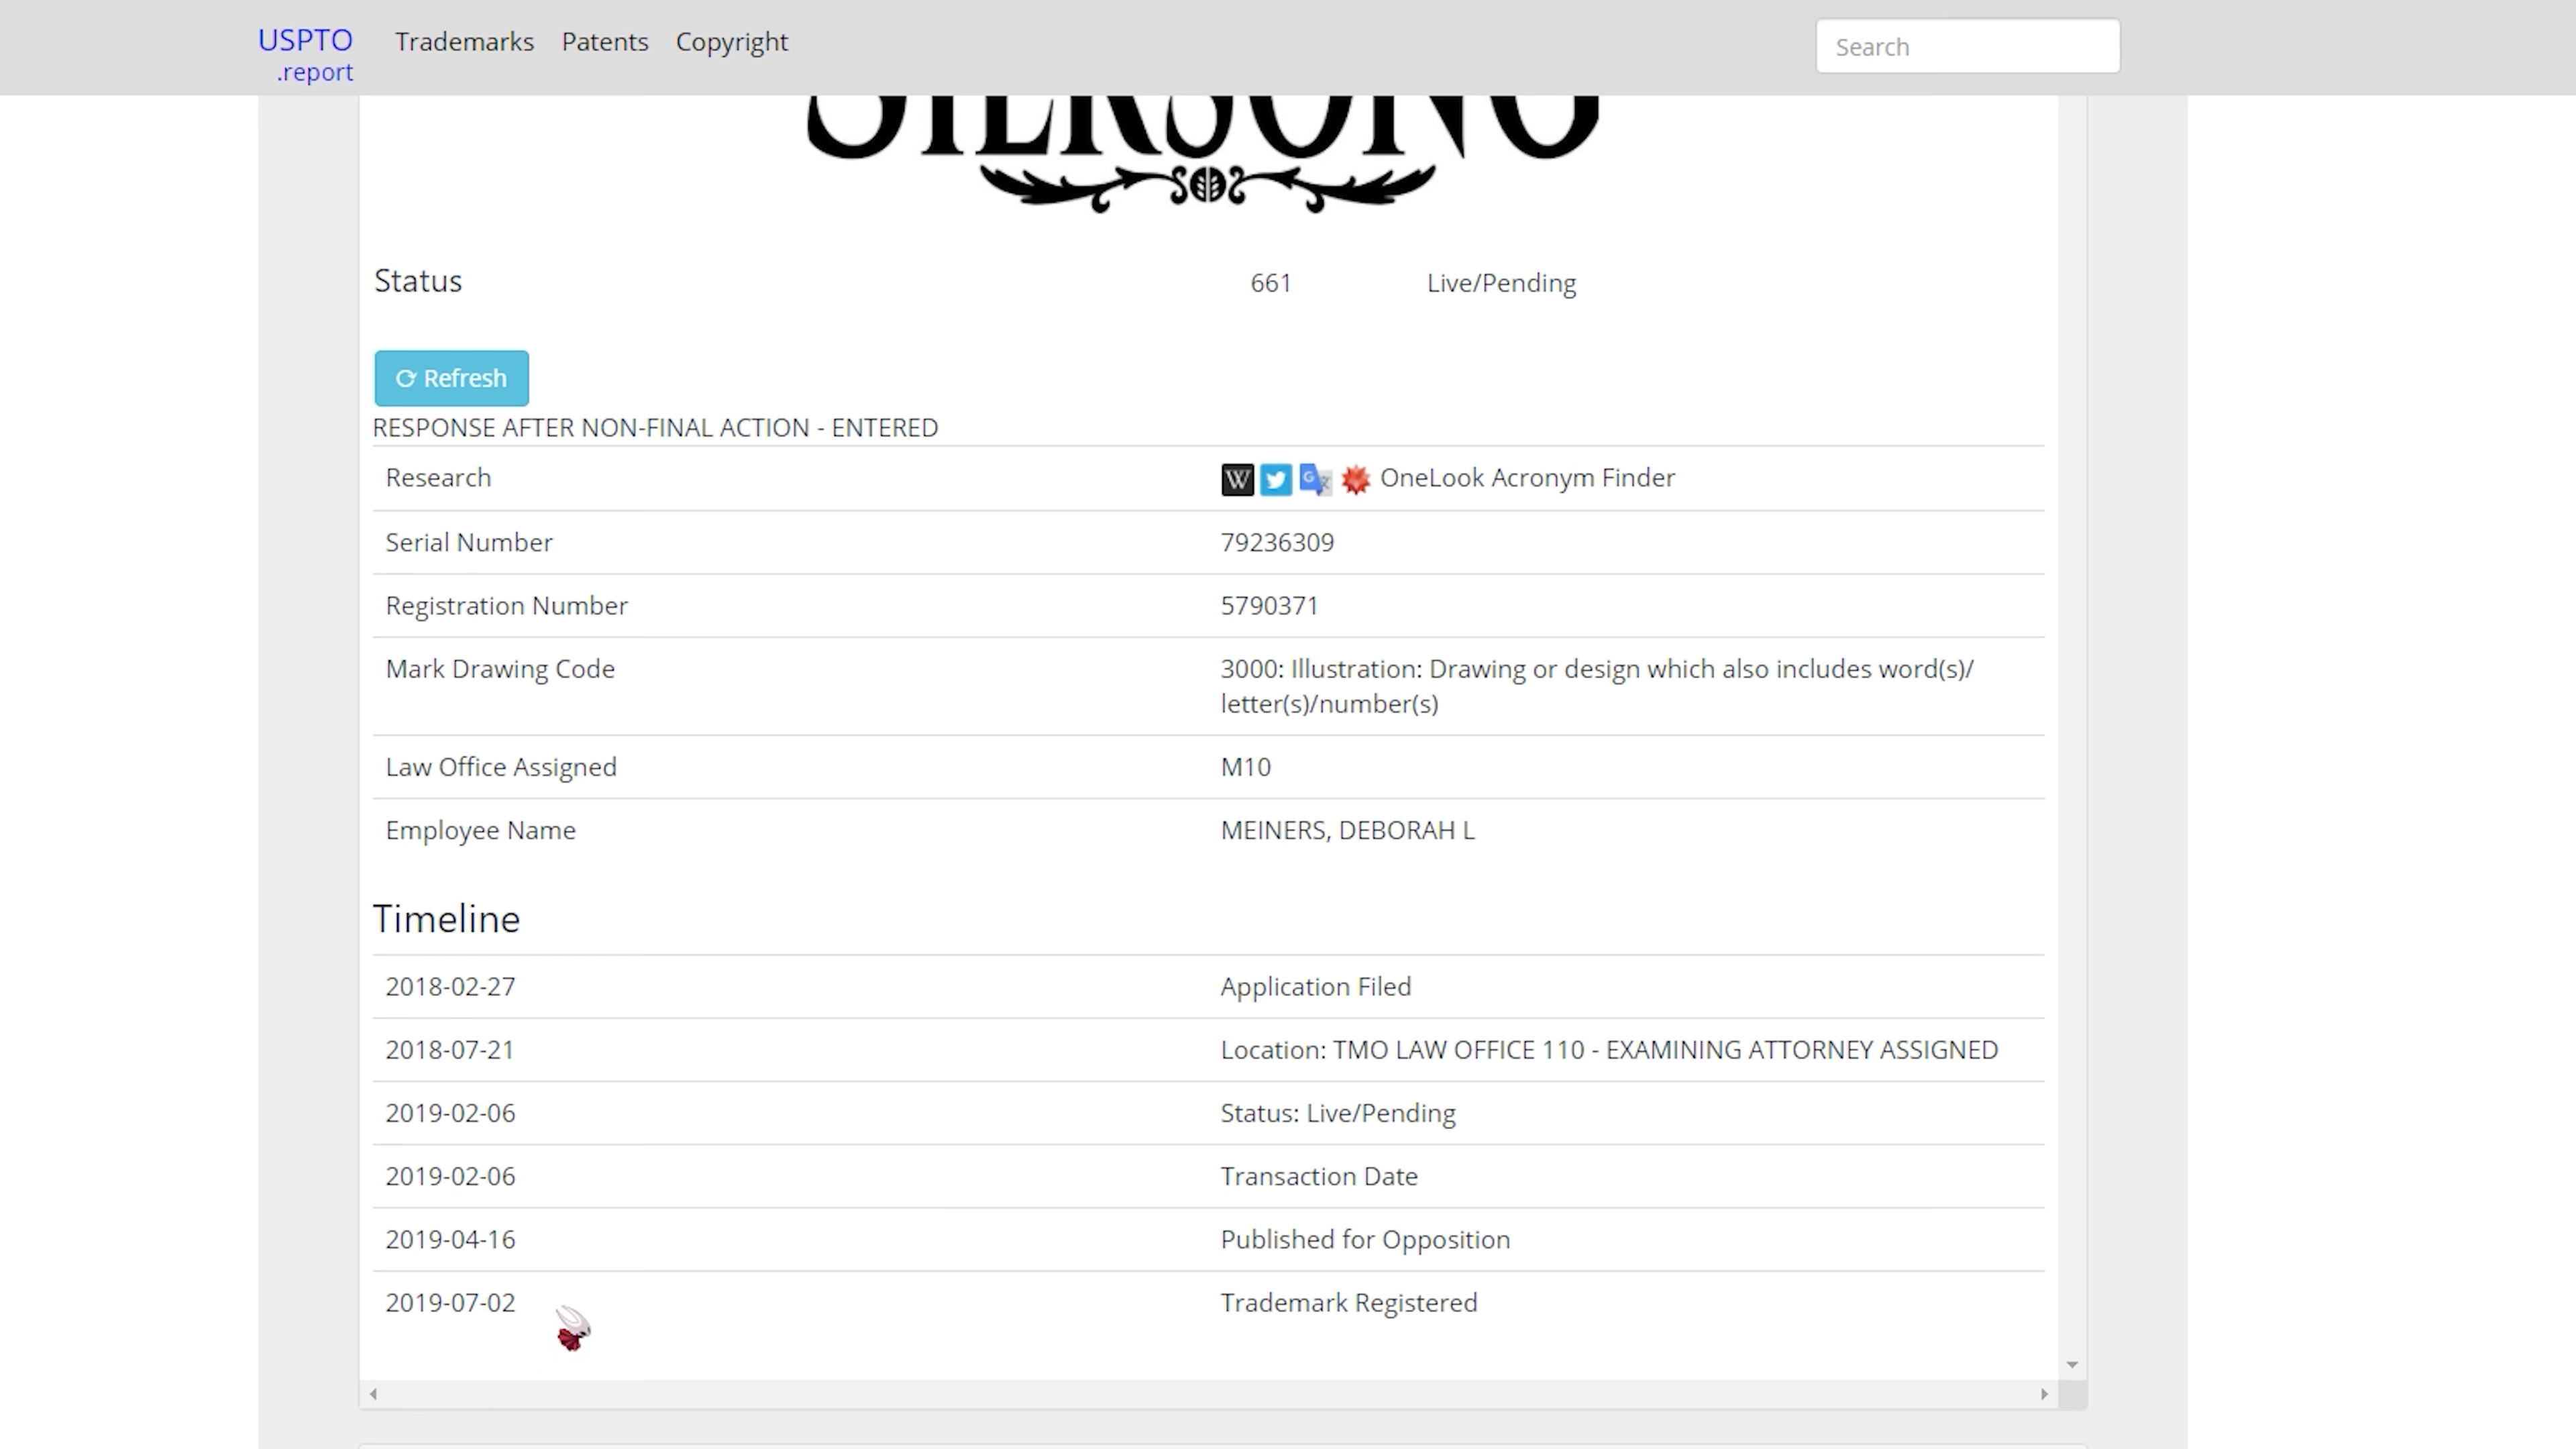 USPTO
.report
Trademarks Patents Copyright
Search
SILKSONG
Status 661 Live/Pending
Refresh
RESPONSE AFTER NON-FINAL ACTION - ENTERED
Research OneLook Acronym Finder
Serial Number 79236309
Registration Number 5790371
Mark Drawing Code 3000: Illustration: Drawing or design which also includes word(s)/
letter(s)/number(s)
Law Office Assigned M10
Employee Name MEINERS, DEBORAH L
Timeline
2018-02-27 Application Filed
2018-07-21 Location: TMO LAW OFFICE 110 - EXAMINING ATTORNEY ASSIGNED
2019-02-06 Status: Live/Pending
2019-02-06 Transaction Date
2019-04-16 Published for Opposition
2019-07-02 Trademark Registered